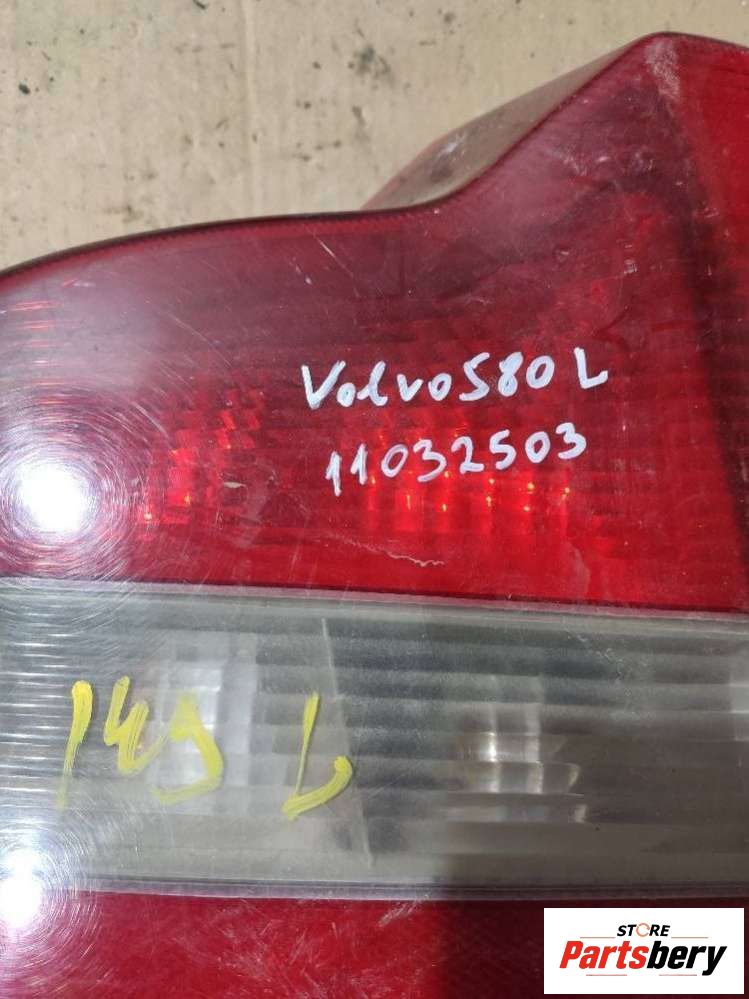 Volvo S80 L
11032503
149 L
STORE
Partsbery